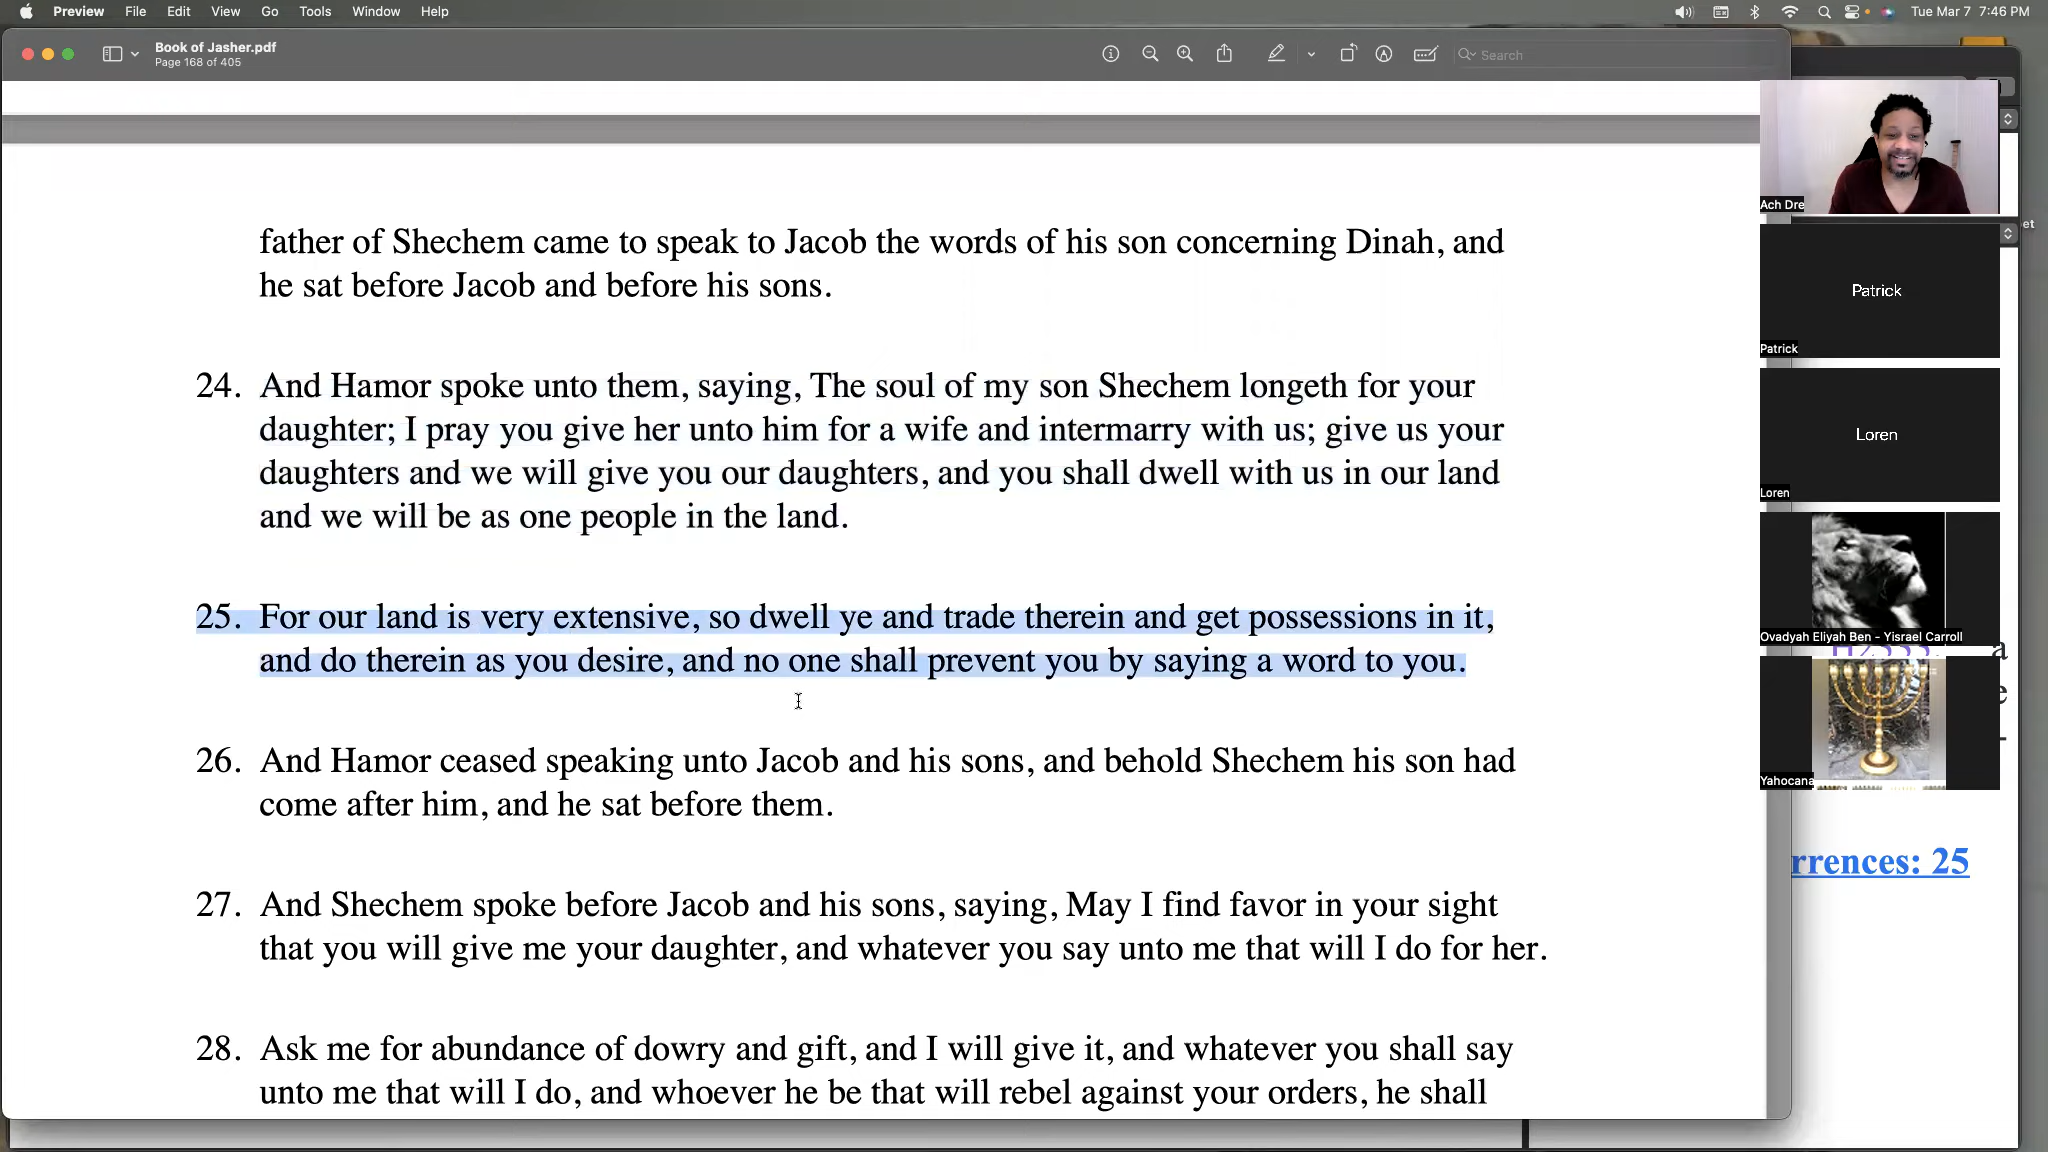 Preview File Edit View Go Tools Window Help
Tue Mar 7 7:46 PM
Book of Jasher.pdf
Page 168 of 405
Search
father of Shechem came to speak to Jacob the words of his son concerning Dinah, and
he sat before Jacob and before his sons.
24. And Hamor spoke unto them, saying, The soul of my son Shechem longeth for your
daughter; I pray you give her unto him for a wife and intermarry with us; give us your
daughters and we will give you our daughters, and you shall dwell with us in our land
and we will be as one people in the land.
25. For our land is very extensive, so dwell ye and trade therein and get possessions in it,
and do therein as you desire, and no one shall prevent you by saying a word to you.
26. And Hamor ceased speaking unto Jacob and his sons, and behold Shechem his son had
come after him, and he sat before them.
27. And Shechem spoke before Jacob and his sons, saying, May I find favor in your sight
that you will give me your daughter, and whatever you say unto me that will I do for her.
28. Ask me for abundance of dowry and gift, and I will give it, and whatever you shall say
unto me that will I do, and whoever he be that will rebel against your orders, he shall
Ach Dre
et
Patrick
Patrick
Loren
Loren
Ovadyah Eliyah Ben - Yisrael Carroll
a
e
Yahocana
rrences: 25